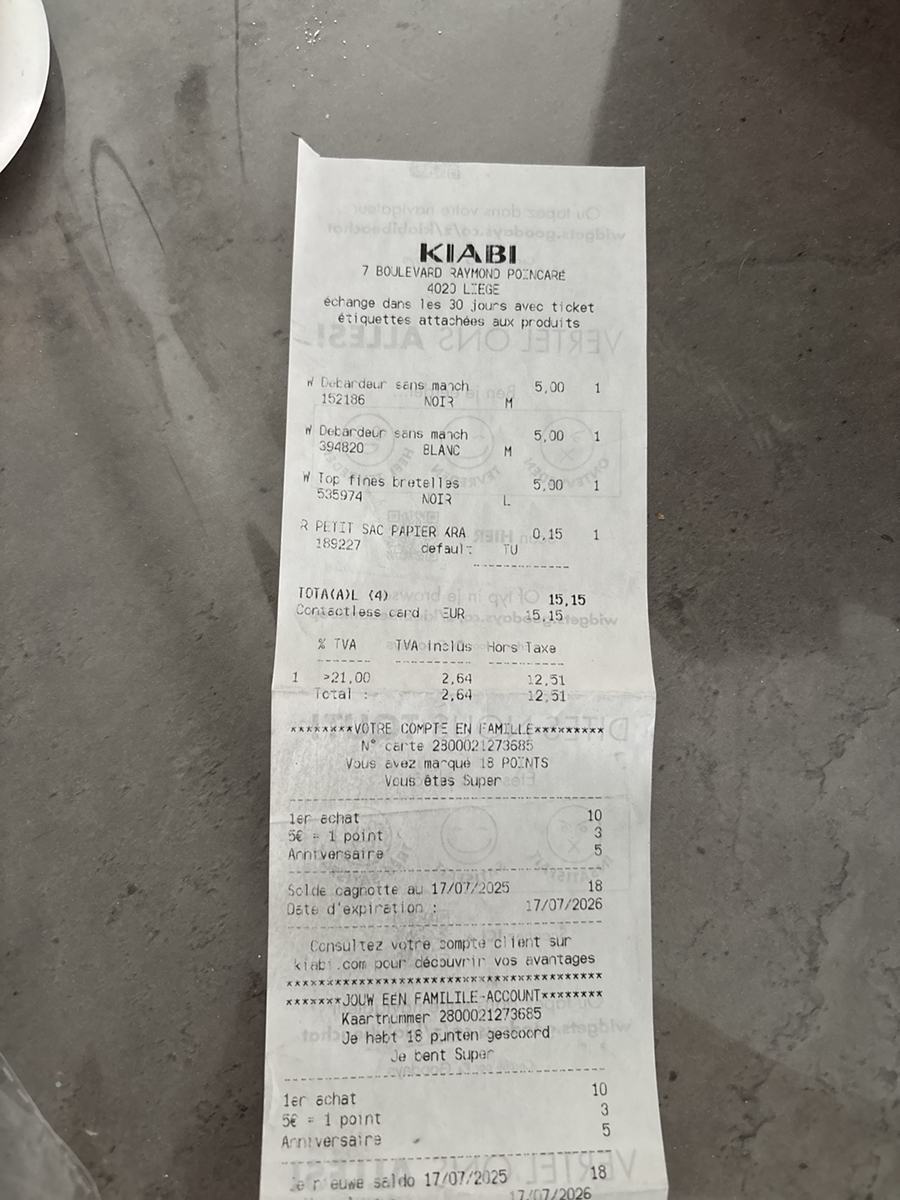 KIABI
7 BOULEVARD RAYMOND POINCARÉ
4020 LIEGE
échange dans les 30 jours avec ticket
étiquettes attachées aux produits
W Debardeur sans manch 5,00 1
152186 NOIR M
W Debardeur sans manch 5,00 1
394820 BLANC M
W Top fines bretelles 5,00 1
535974 NOIR L
R PETIT SAC PAPIER KRA 0,15 1
189227 default TU
TOTA(A)L (4) 15,15
Contactless card EUR 15,15
% TVA TVA inclus Hors Taxe
1 >21,00 2,64 12,51
Total : 2,64 12,51
********VOTRE COMPTE EN FAMILLE*********
N° carte 2800021273685
Vous avez marqué 18 POINTS
Vous êtes Super
1er achat 10
5€ = 1 point 3
Anniversaire 5
Solde cagnotte au 17/07/2025 18
Date d'expiration : 17/07/2026
Consultez votre compte client sur
kiabi.com pour découvrir vos avantages
****************************************
*******JOUW EEN FAMILILE-ACCOUNT********
Kaartnummer 2800021273685
Je hebt 18 punten gescoord
Je bent Super
1er achat 10
5€ = 1 point 3
Anniversaire 5
saldo 17/07/2025 18
17/07/2026